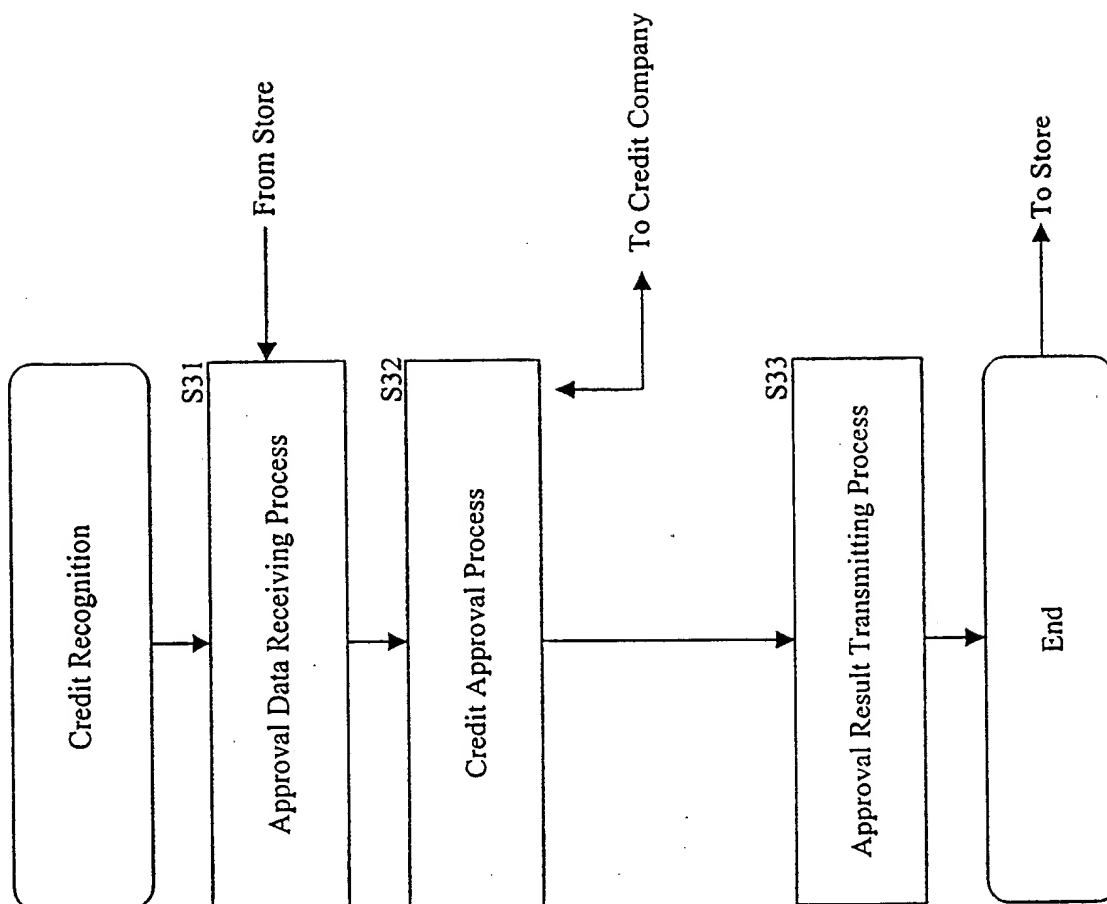 Credit Recognition
S31
Approval Data Receiving Process
From Store
S32
Credit Approval Process
To Credit Company
S33
Approval Result Transmitting Process
End
To Store